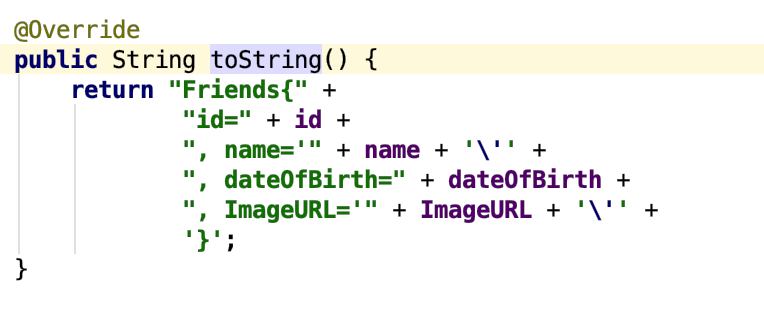 @Override
public String toString() {
    return "Friends{" +
            "id=" + id +
            ", name='" + name + '\'' +
            ", dateOfBirth=" + dateOfBirth +
            ", ImageURL='" + ImageURL + '\'' +
            '}';
}